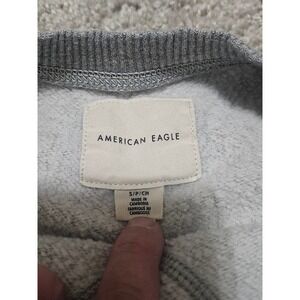 AMERICAN EAGLE
S/P/CH
MADE IN
CAMBODIA
FABRIQUÉ AU
CAMBODGE